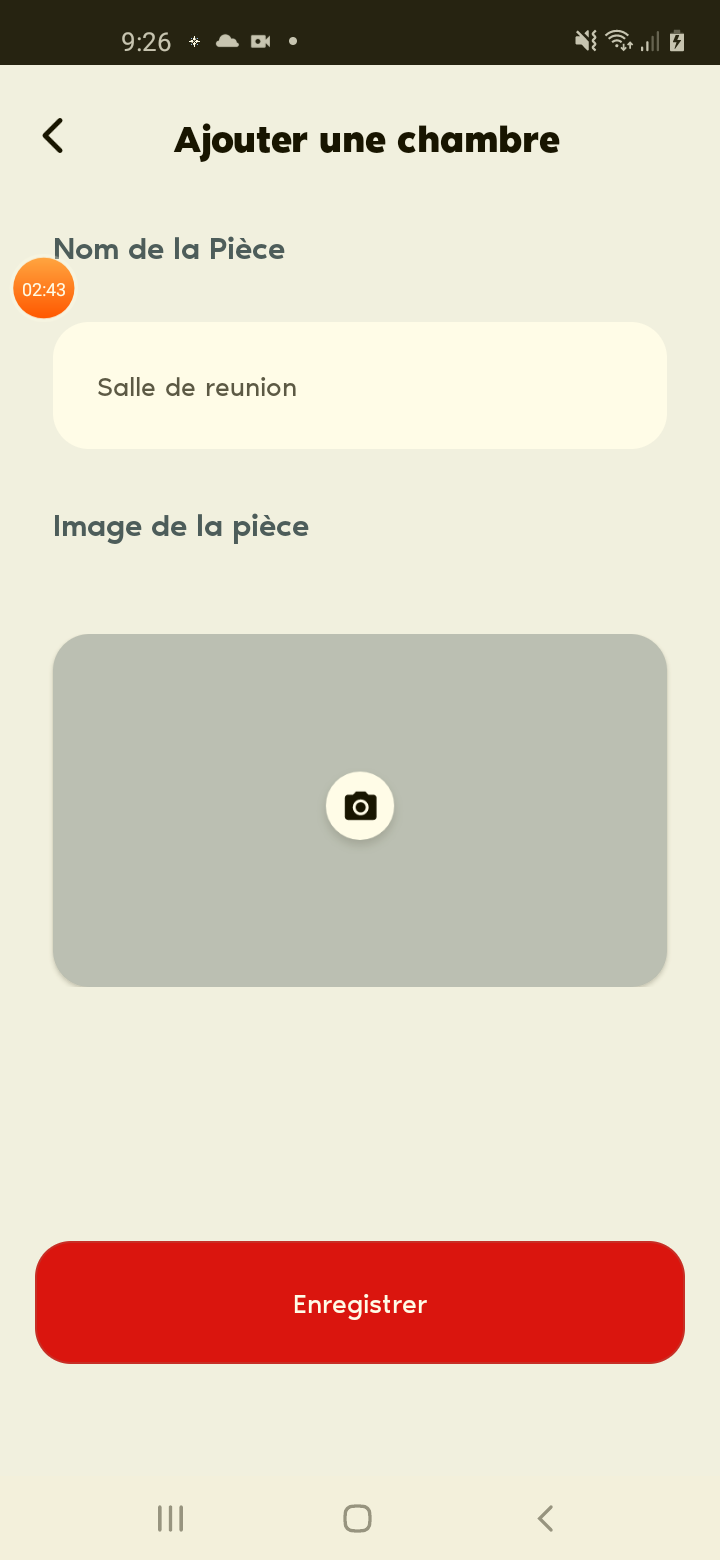 9:26
Ajouter une chambre
Nom de la Pièce
02:43
Salle de reunion
Image de la pièce
Enregistrer